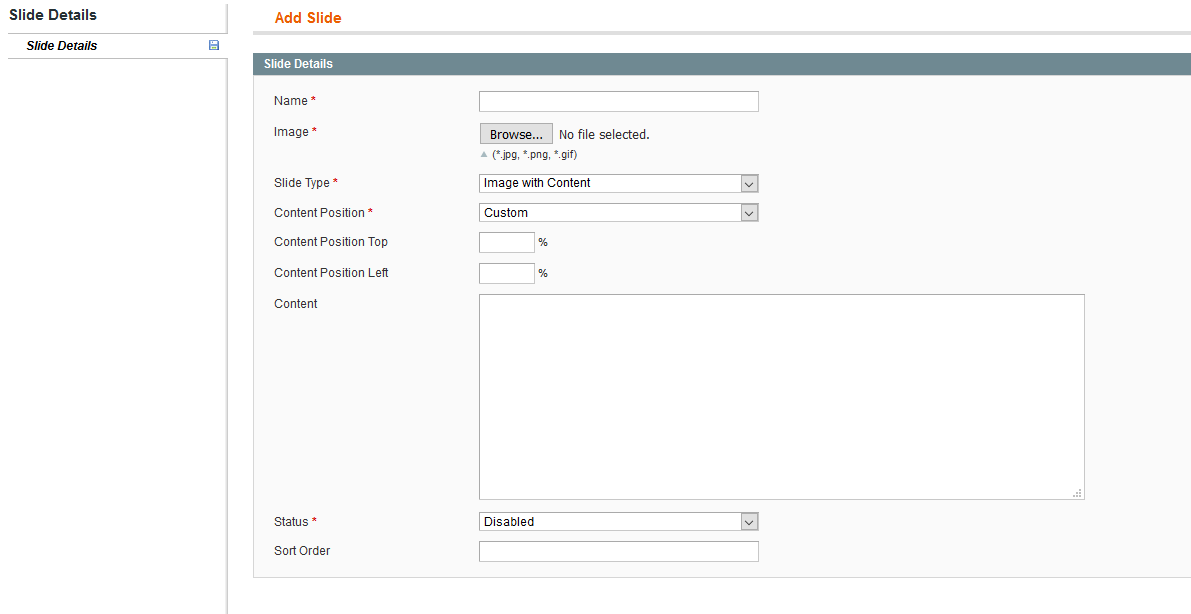 Slide Details
Slide Details
Add Slide
Slide Details
Name *
Image *
Browse... No file selected.
(*.jpg, *.png, *.gif)
Slide Type * Image with Content
Content Position * Custom
Content Position Top %
Content Position Left %
Content
Status * Disabled
Sort Order